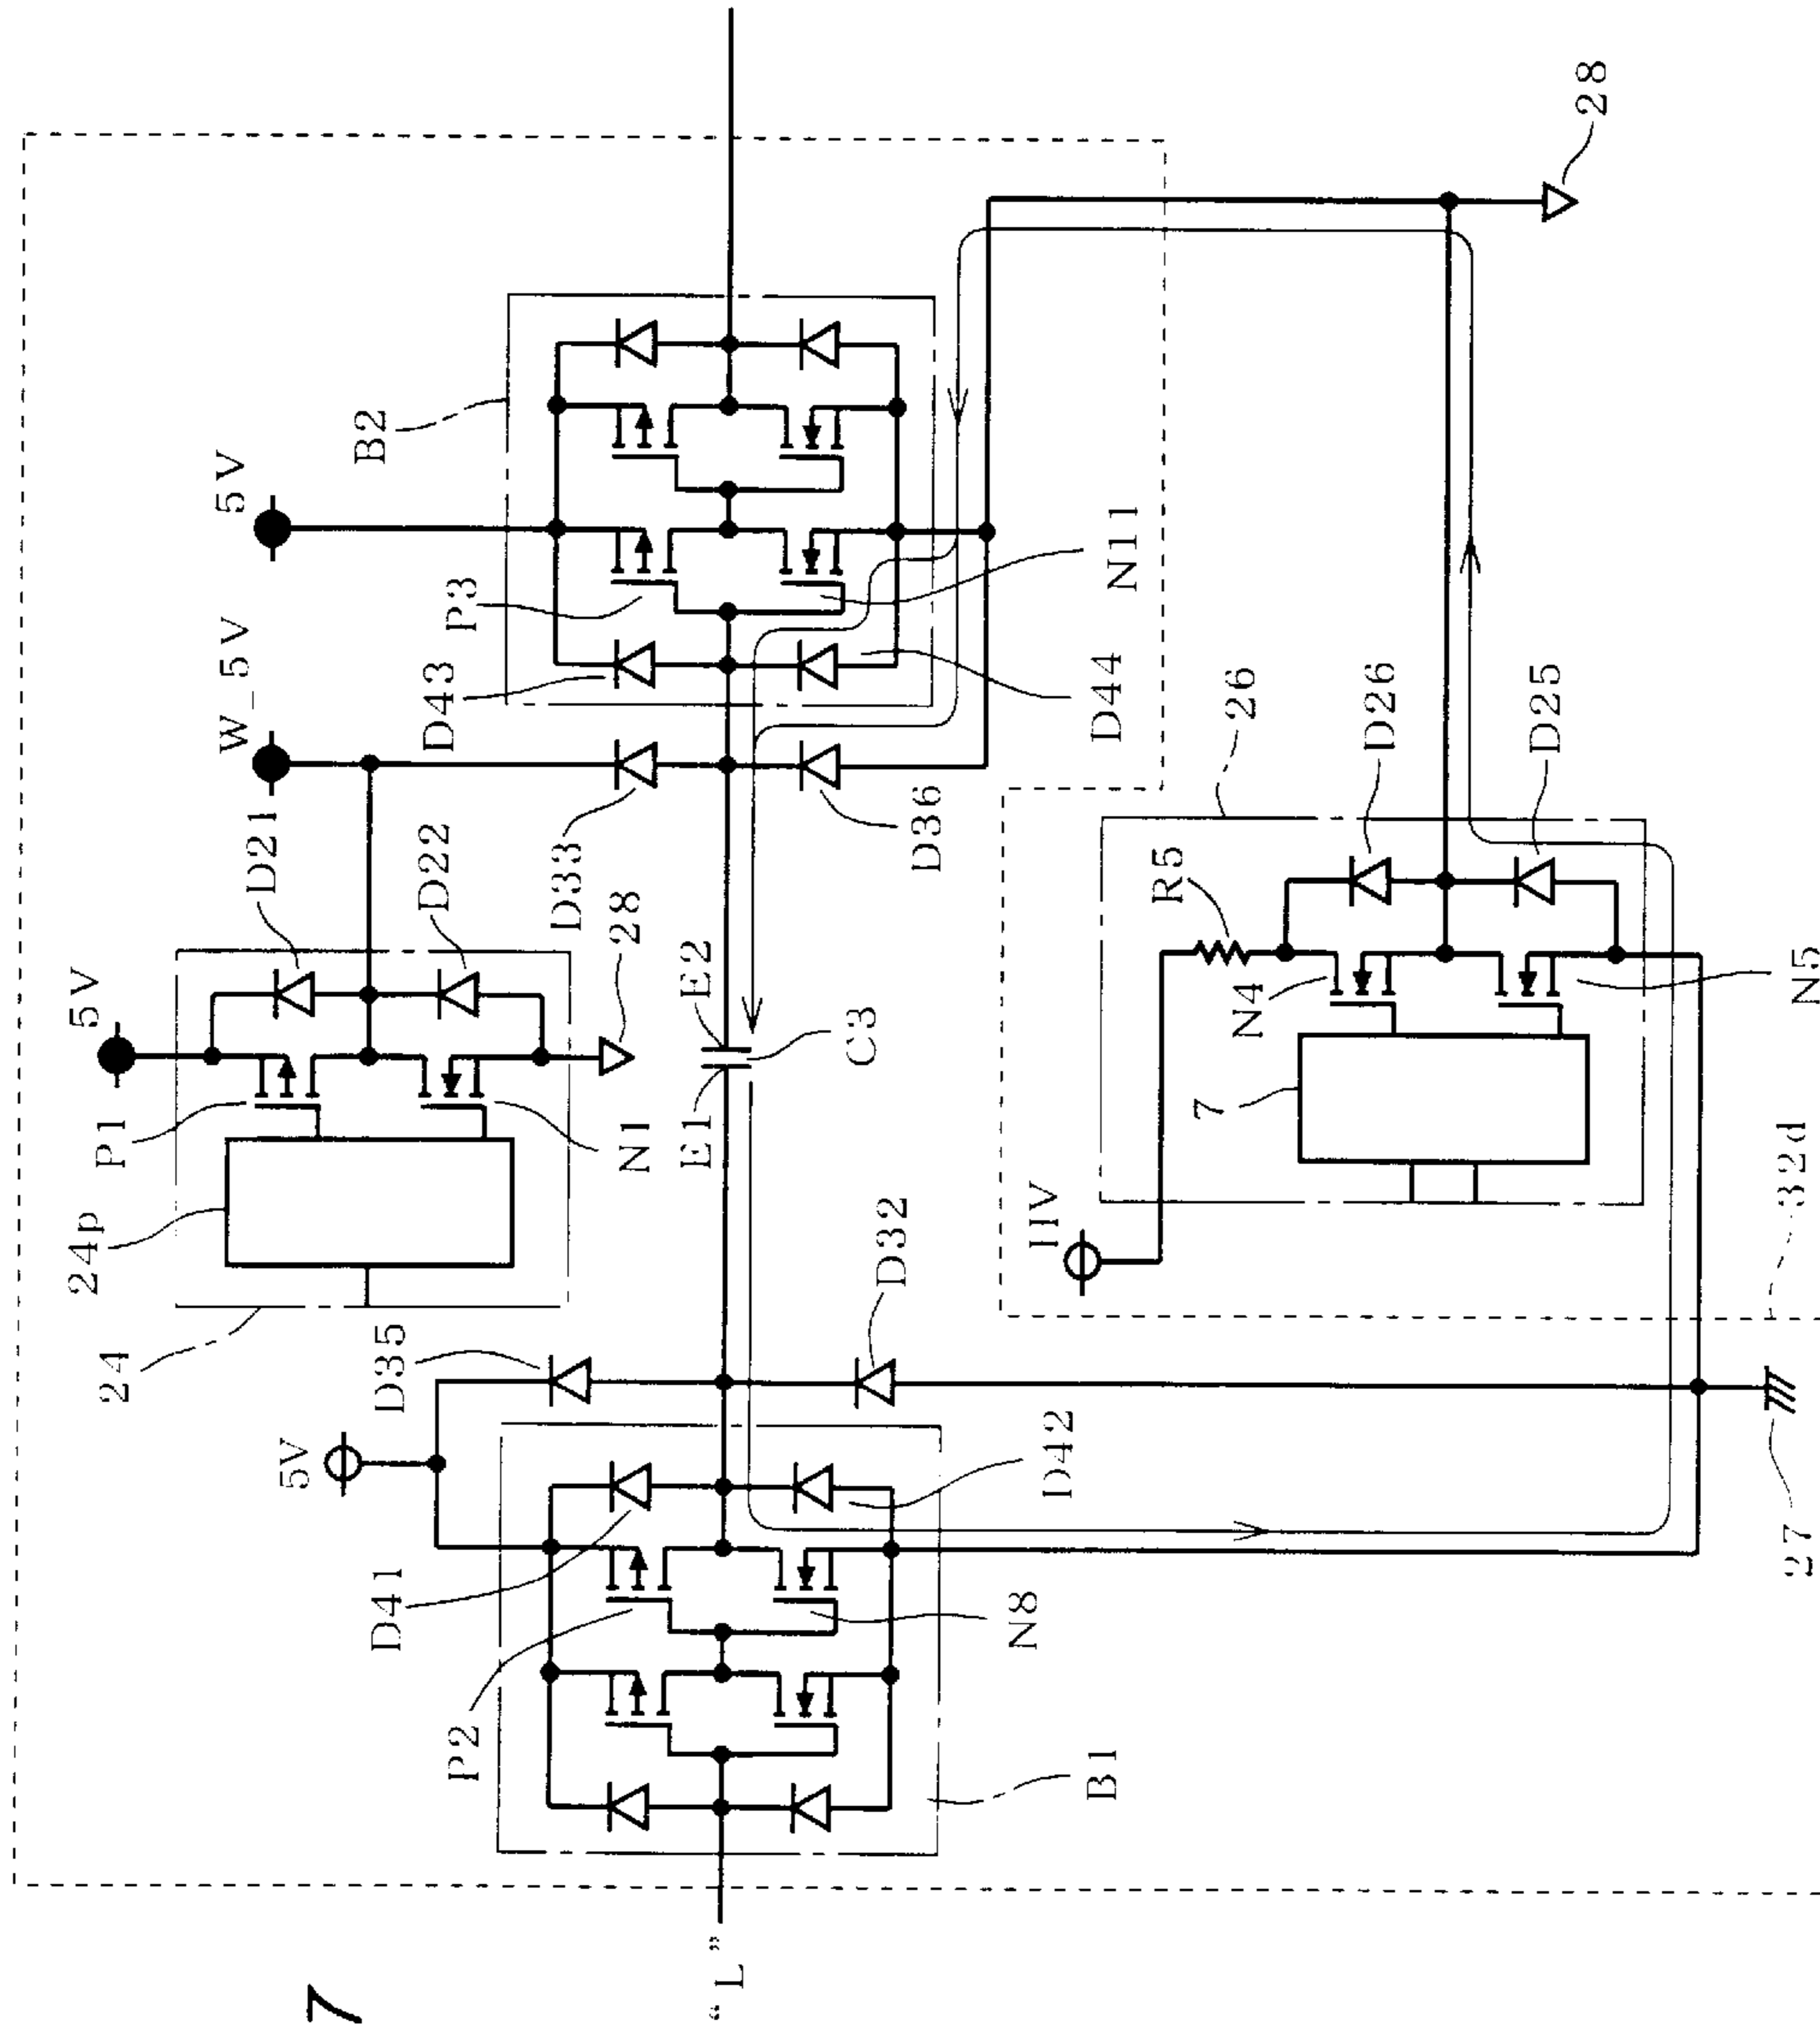 7
"L"
B1
P2
D41
N8
D42
5V
D35
D32
27
24
24p
P1
N1
5V
D21
D22
28
E1
E2
C3
W_5V
D33
D36
5V
D43
P3
D44
N11
B2
HV
7
N4
R5
N5
26
D26
D25
32d
28